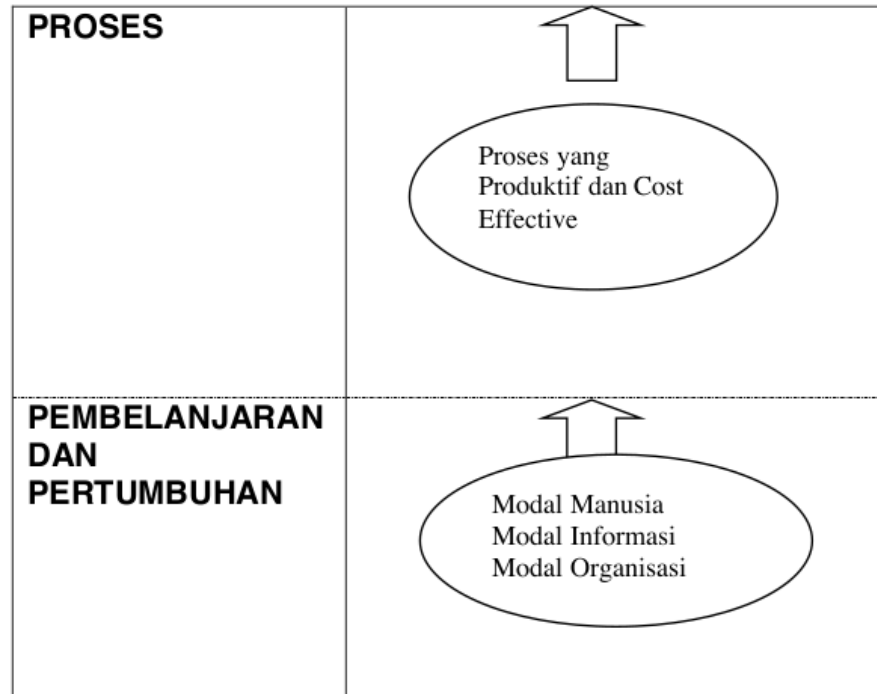 PROSES
Proses yang
Produktif dan Cost
Effective
PEMBELANJARAN
DAN
PERTUMBUHAN
Modal Manusia
Modal Informasi
Modal Organisasi